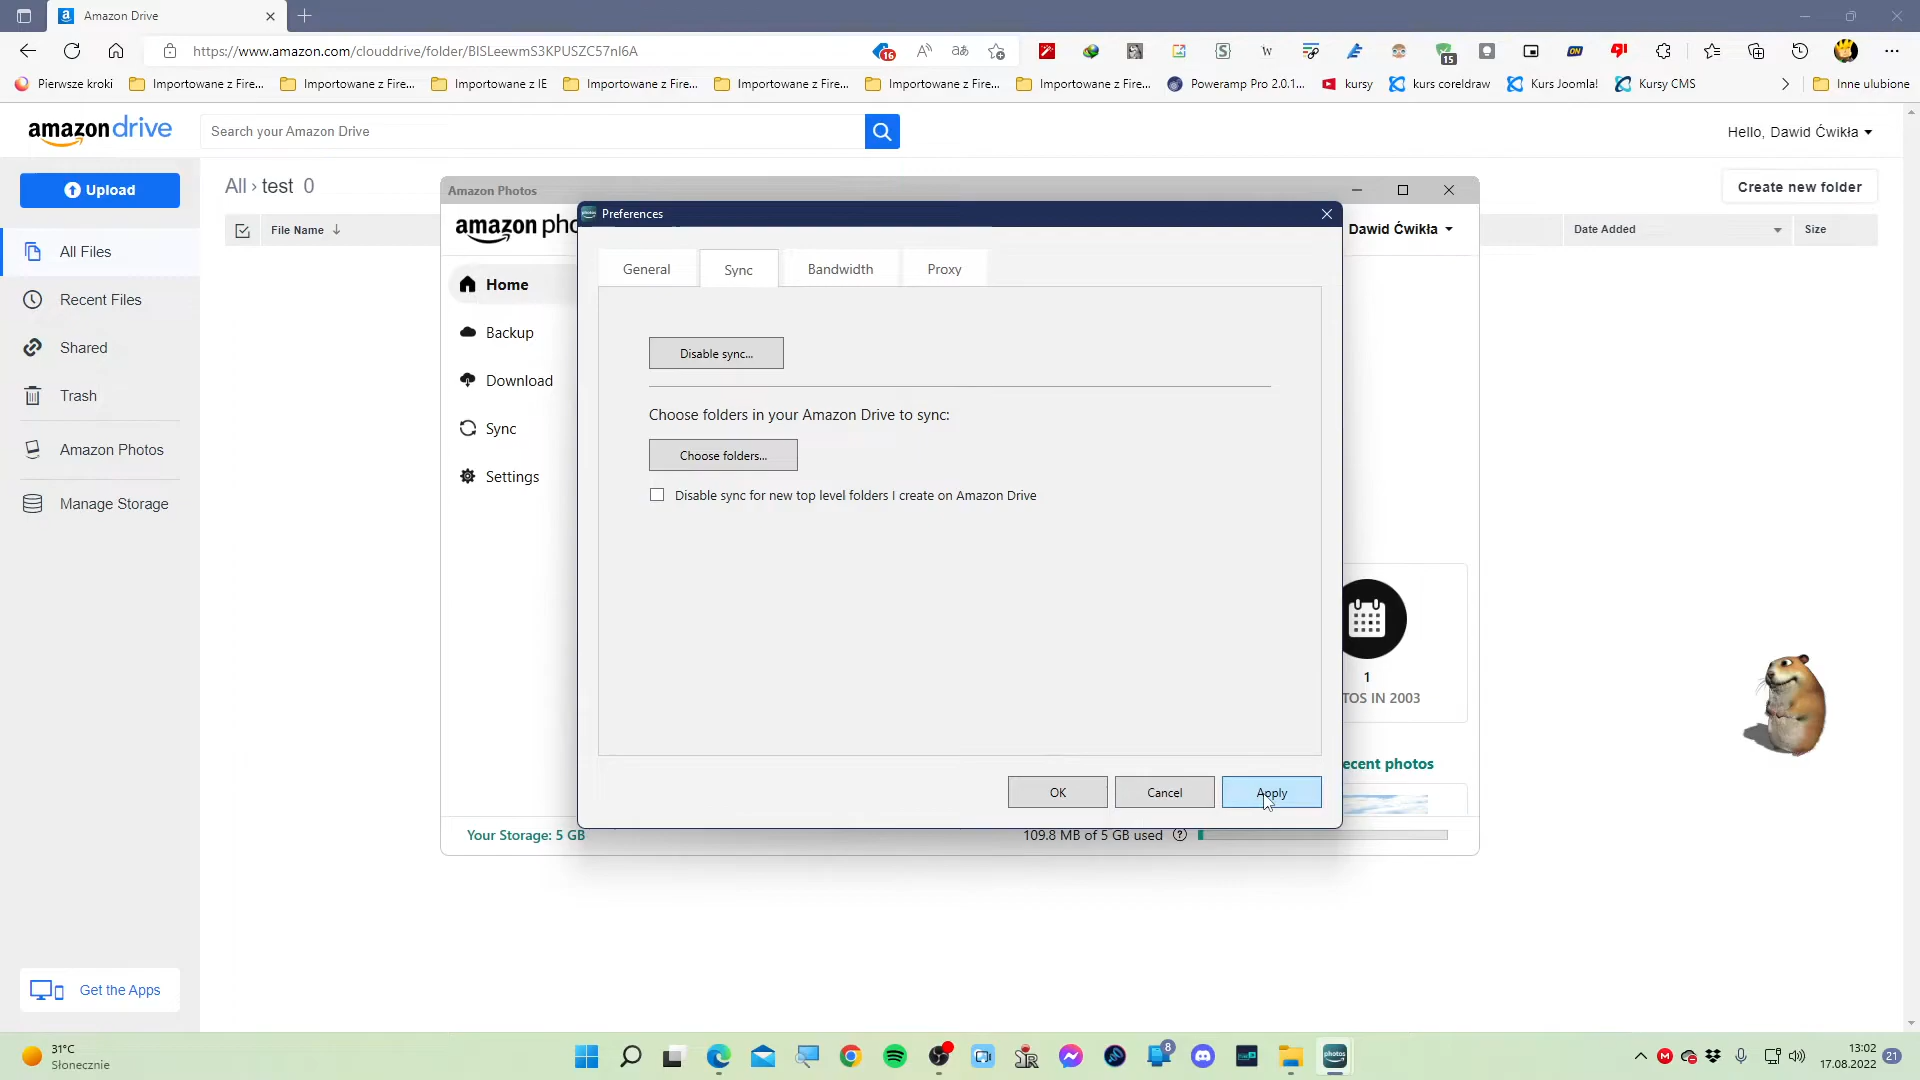 Amazon Drive
https://www.amazon.com/clouddrive/folder/BISLeewmS3KPUSZC57nI6A
16
15
Pierwsze kroki
Importowane z Fire...
Importowane z Fire...
Importowane z IE
Importowane z Fire...
Importowane z Fire...
Importowane z Fire...
Importowane z Fire...
Poweramp Pro 2.0.1...
kursy
kurs coreldraw
Kurs Joomla!
Kursy CMS
Inne ulubione
amazon drive
Search your Amazon Drive
Hello, Dawid Ćwikła
Upload
All › test 0
Create new folder
File Name
Date Added
Size
All Files
Recent Files
Shared
Trash
Amazon Photos
Manage Storage
Get the Apps
Amazon Photos
amazon pho
Dawid Ćwikła
Home
Backup
Download
Sync
Settings
Preferences
General
Sync
Bandwidth
Proxy
Disable sync...
Choose folders in your Amazon Drive to sync:
Choose folders...
Disable sync for new top level folders I create on Amazon Drive
OK
Cancel
Apply
1
TOS IN 2003
ecent photos
Your Storage: 5 GB
109.8 MB of 5 GB used
31°C
Słonecznie
photos
8
13:02
17.08.2022
21